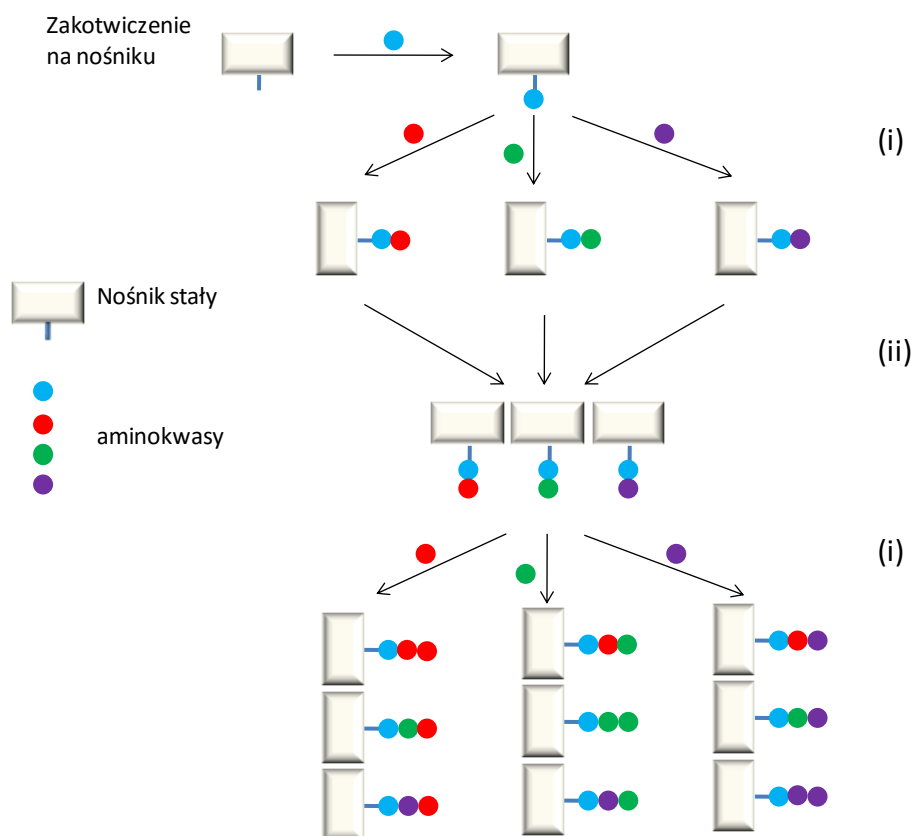 Zakotwiczenie
na nośniku
(i)
Nośnik stały
(ii)
aminokwasy
(i)